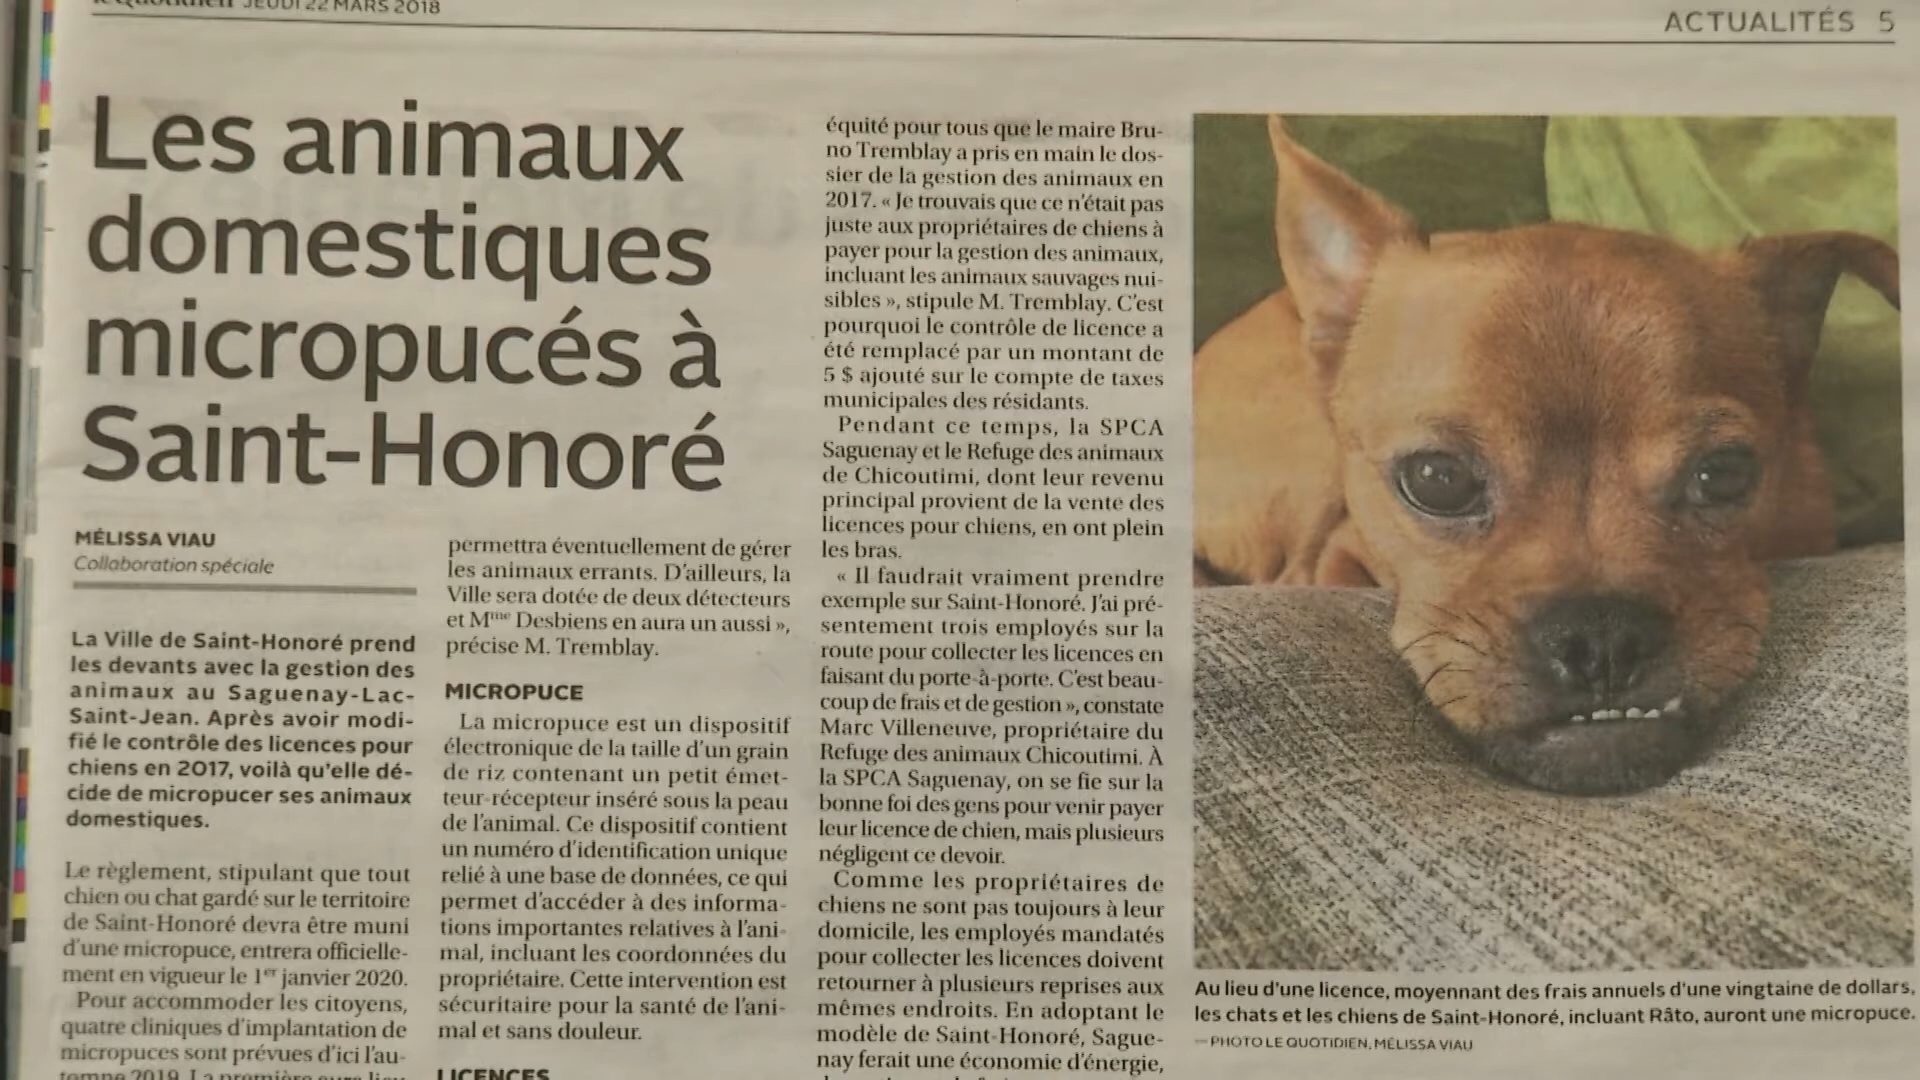 le Quotidien JEUDI 22 MARS 2018
ACTUALITÉS 5
Les animaux
domestiques
micropucés à
Saint-Honoré
MÉLISSA VIAU
Collaboration spéciale
La Ville de Saint-Honoré prend
les devants avec la gestion des
animaux au Saguenay-Lac-
Saint-Jean. Après avoir modi-
fié le contrôle des licences pour
chiens en 2017, voilà qu'elle dé-
cide de micropucer ses animaux
domestiques.
Le règlement, stipulant que tout
chien ou chat gardé sur le territoire
de Saint-Honoré devra être muni
d'une micropuce, entrera officielle-
ment en vigueur le 1er janvier 2020.
Pour accommoder les citoyens,
quatre cliniques d'implantation de
micropuces sont prévues d'ici l'au-
tomne 2019. La première aura lieu
permettra éventuellement de gérer
les animaux errants. D'ailleurs, la
Ville sera dotée de deux détecteurs
et Mme Desbiens en aura un aussi »,
précise M. Tremblay.
MICROPUCE
La micropuce est un dispositif
électronique de la taille d'un grain
de riz contenant un petit émet-
teur-récepteur inséré sous la peau
de l'animal. Ce dispositif contient
un numéro d'identification unique
relié à une base de données, ce qui
permet d'accéder à des informa-
tions importantes relatives à l'ani-
mal, incluant les coordonnées du
propriétaire. Cette intervention est
sécuritaire pour la santé de l'ani-
mal et sans douleur.
LICENCES
équité pour tous que le maire Bru-
no Tremblay a pris en main le dos-
sier de la gestion des animaux en
2017. « Je trouvais que ce n'était pas
juste aux propriétaires de chiens à
payer pour la gestion des animaux,
incluant les animaux sauvages nui-
sibles », stipule M. Tremblay. C'est
pourquoi le contrôle de licence a
été remplacé par un montant de
5 $ ajouté sur le compte de taxes
municipales des résidants.
Pendant ce temps, la SPCA
Saguenay et le Refuge des animaux
de Chicoutimi, dont leur revenu
principal provient de la vente des
licences pour chiens, en ont plein
les bras.
« Il faudrait vraiment prendre
exemple sur Saint-Honoré. J'ai pré-
sentement trois employés sur la
route pour collecter les licences en
faisant du porte-à-porte. C'est beau-
coup de frais et de gestion », constate
Marc Villeneuve, propriétaire du
Refuge des animaux Chicoutimi. À
la SPCA Saguenay, on se fie sur la
bonne foi des gens pour venir payer
leur licence de chien, mais plusieurs
négligent ce devoir.
Comme les propriétaires de
chiens ne sont pas toujours à leur
domicile, les employés mandatés
pour collecter les licences doivent
retourner à plusieurs reprises aux
mêmes endroits. En adoptant le
modèle de Saint-Honoré, Sague-
nay ferait une économie d'énergie,
Au lieu d'une licence, moyennant des frais annuels d'une vingtaine de dollars,
les chats et les chiens de Saint-Honoré, incluant Râto, auront une micropuce.
— PHOTO LE QUOTIDIEN, MÉLISSA VIAU